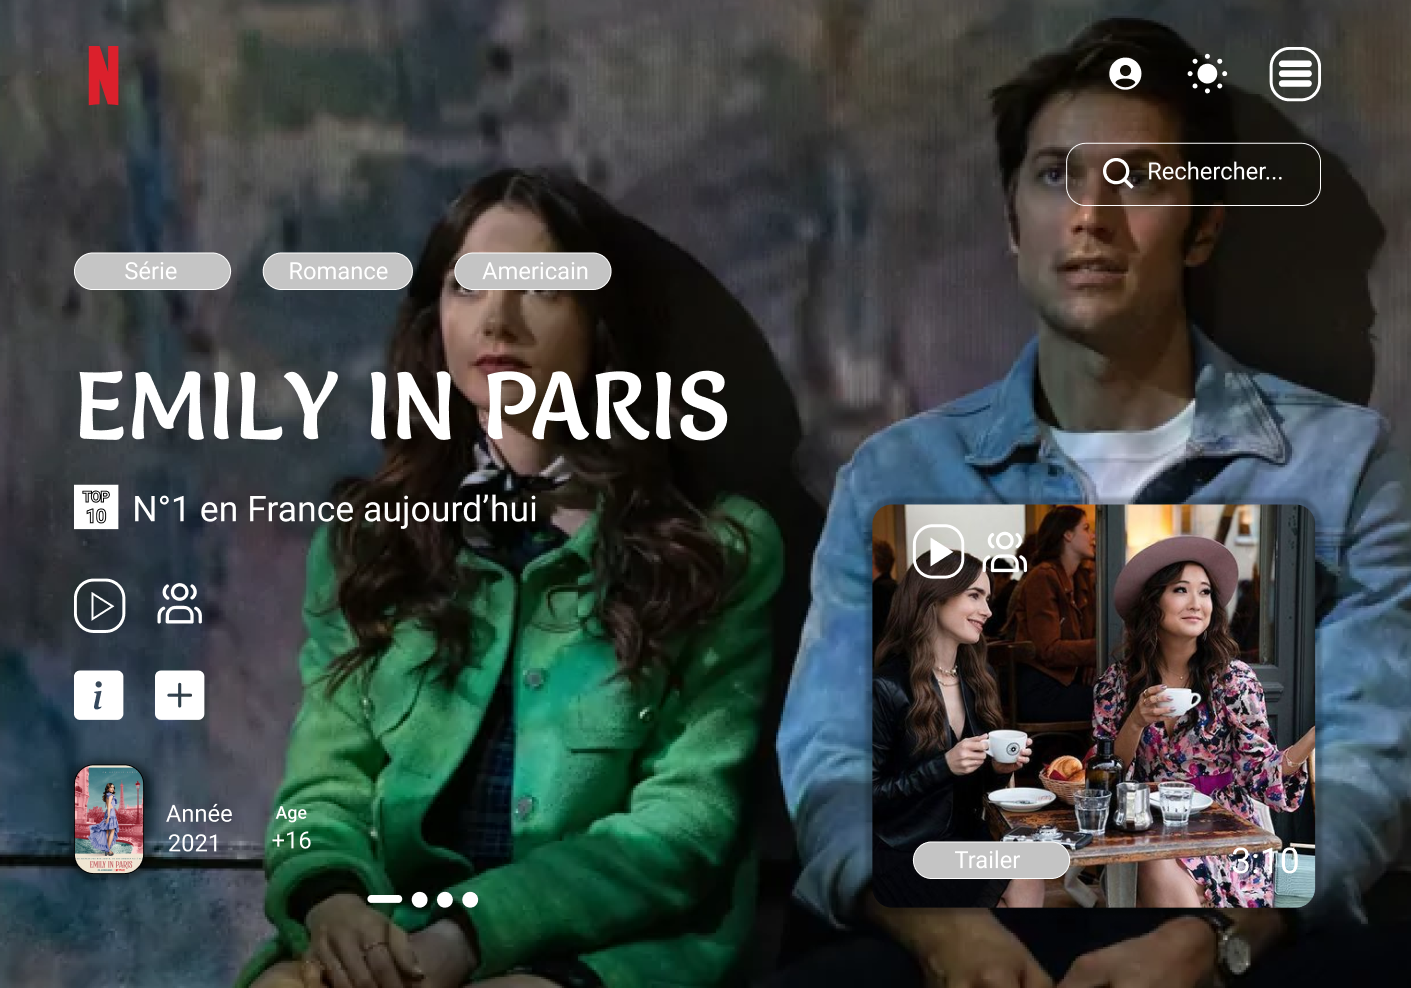 N
Rechercher...
Série
Romance
Americain
EMILY IN PARIS
TOP
10
N°1 en France aujourd’hui
i
Année
2021
Age
+16
EMILY IN PARIS
Trailer
3:10